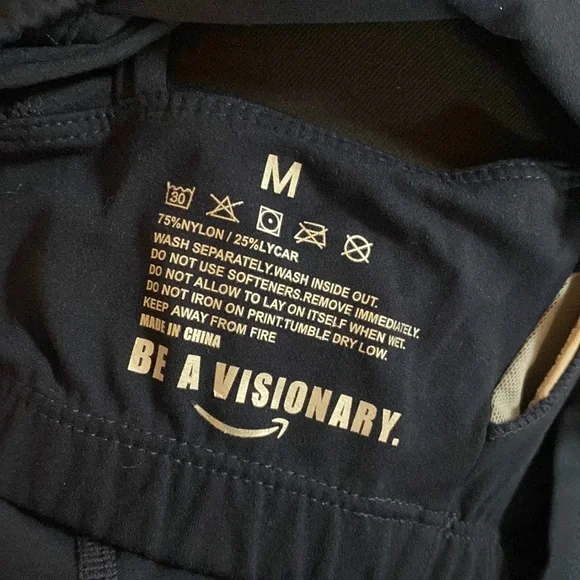 M
30
75%NYLON / 25%LYCAR
WASH SEPARATELY.WASH INSIDE OUT.
DO NOT USE SOFTENERS.REMOVE IMMEDIATELY.
DO NOT ALLOW TO LAY ON ITSELF WHEN WET.
DO NOT IRON ON PRINT.TUMBLE DRY LOW.
KEEP AWAY FROM FIRE
MADE IN CHINA
BE A VISIONARY.